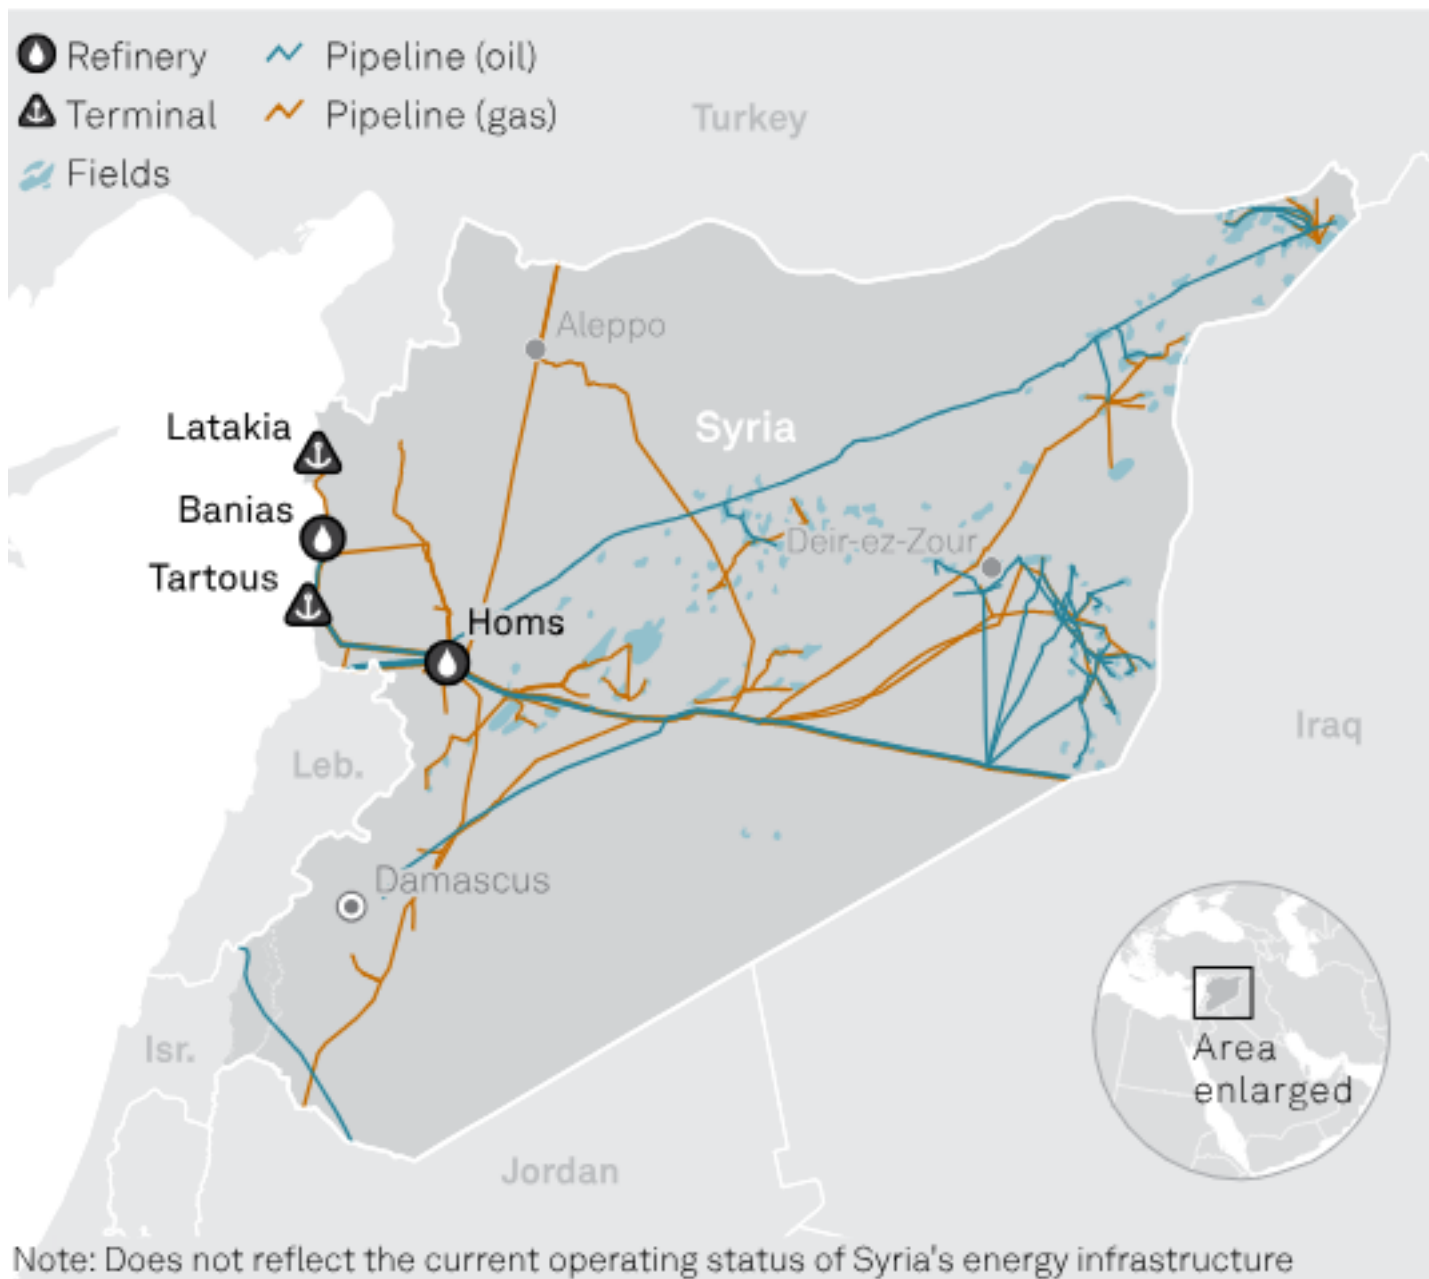 Refinery
Pipeline (oil)
Terminal
Pipeline (gas)
Fields
Turkey
Aleppo
Latakia
Syria
Banias
Deir-ez-Zour
Tartous
Homs
Iraq
Leb.
Damascus
Isr.
Area
enlarged
Jordan
Note: Does not reflect the current operating status of Syria's energy infrastructure